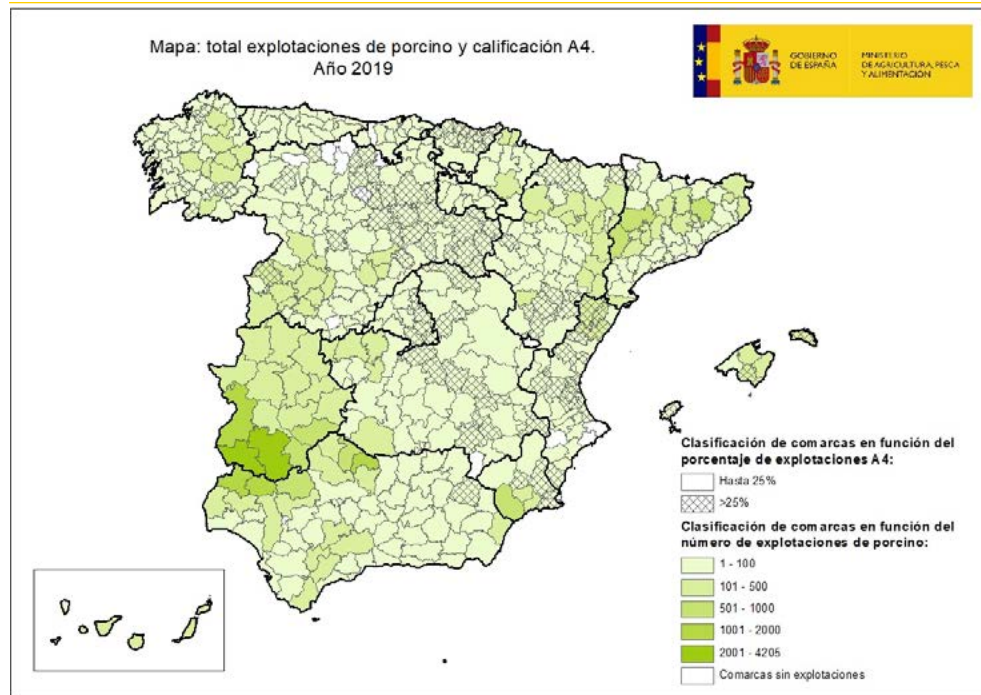 Mapa: total explotaciones de porcino y calificación A4.
Año 2019
GOBIERNO
DE ESPAÑA
MINISTERIO
DE AGRICULTURA, PESCA
Y ALIMENTACIÓN
Clasificación de comarcas en función del
porcentaje de explotaciones A4:
Hasta 25%
>25%
Clasificación de comarcas en función del
número de explotaciones de porcino:
1 - 100
101 - 500
501 - 1000
1001 - 2000
2001 - 4205
Comarcas sin explotaciones